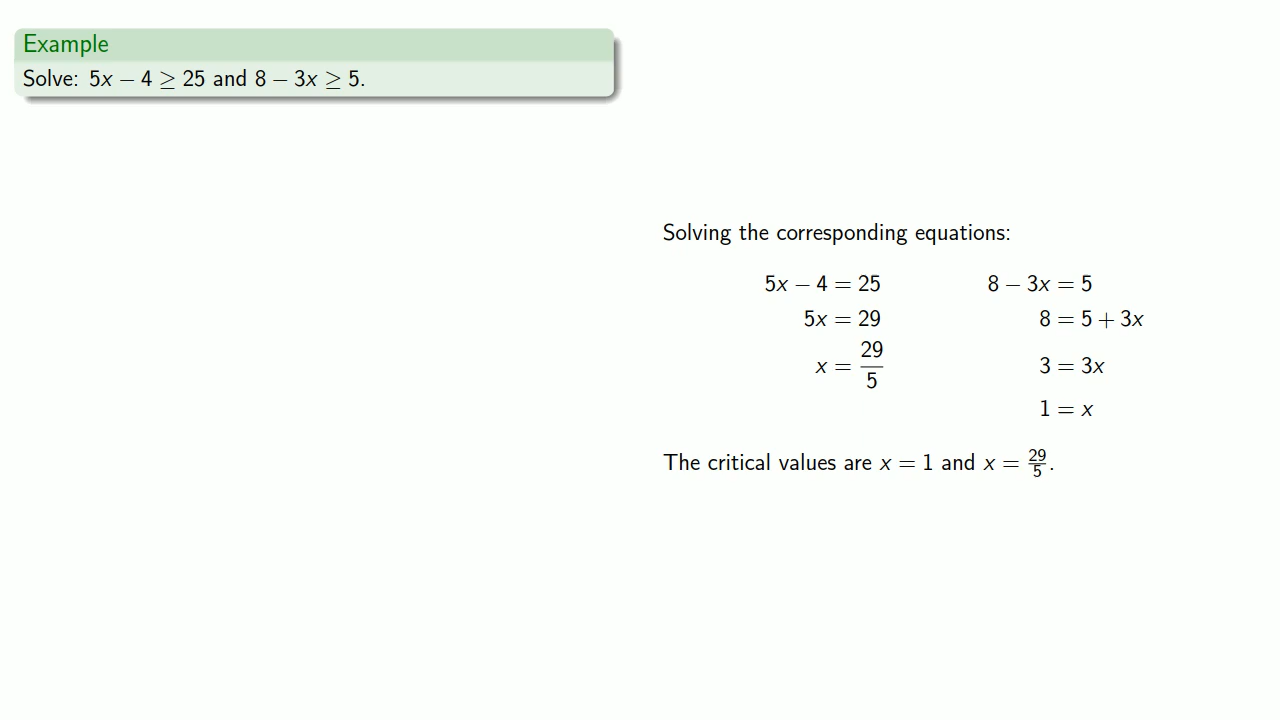 Example
Solve: 5x − 4 ≥ 25 and 8 − 3x ≥ 5.
Solving the corresponding equations:
5x − 4 = 25
5x = 29
x = 29/5
8 − 3x = 5
8 = 5 + 3x
3 = 3x
1 = x
The critical values are x = 1 and x = 29/5.